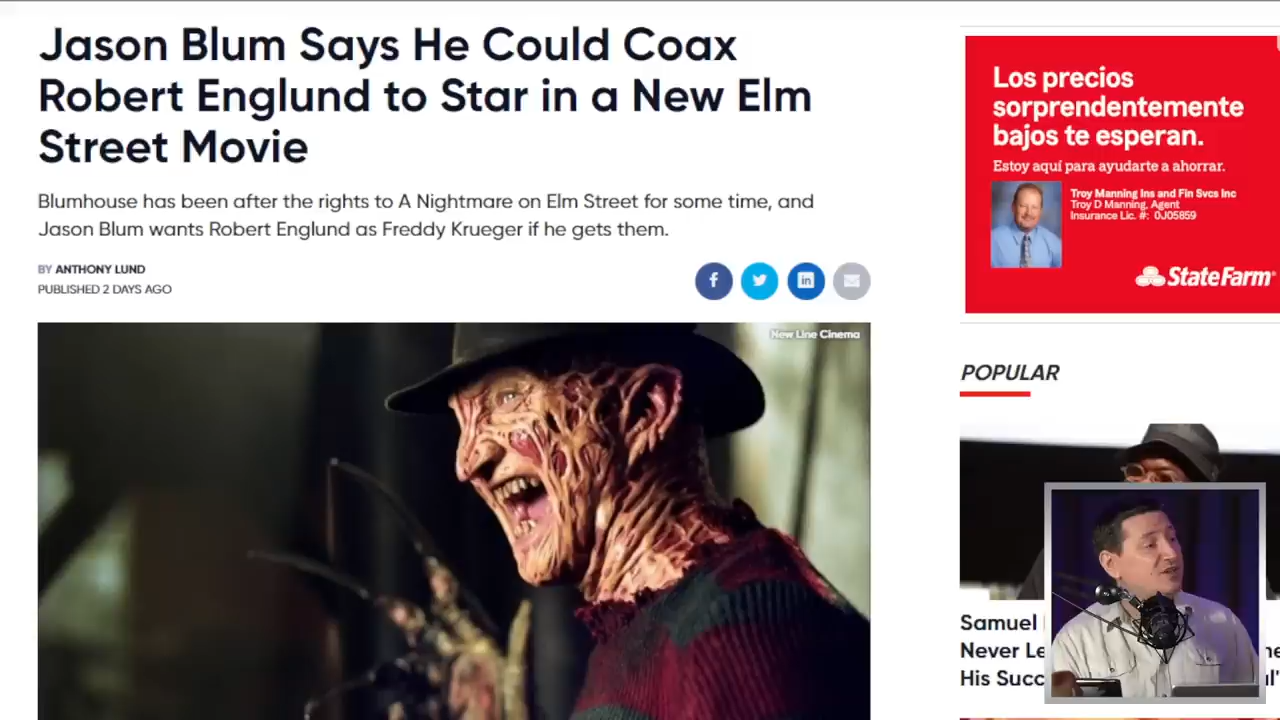 Jason Blum Says He Could Coax
Robert Englund to Star in a New Elm
Street Movie
Blumhouse has been after the rights to A Nightmare on Elm Street for some time, and
Jason Blum wants Robert Englund as Freddy Krueger if he gets them.
BY ANTHONY LUND
PUBLISHED 2 DAYS AGO
New Line Cinema
Los precios
sorprendentemente
bajos te esperan.
Estoy aquí para ayudarte a ahorrar.
Troy Manning Ins and Fin Svcs Inc
Troy D Manning, Agent
Insurance Lic. #: 0J05859
StateFarm®
POPULAR
Samuel
Never
His